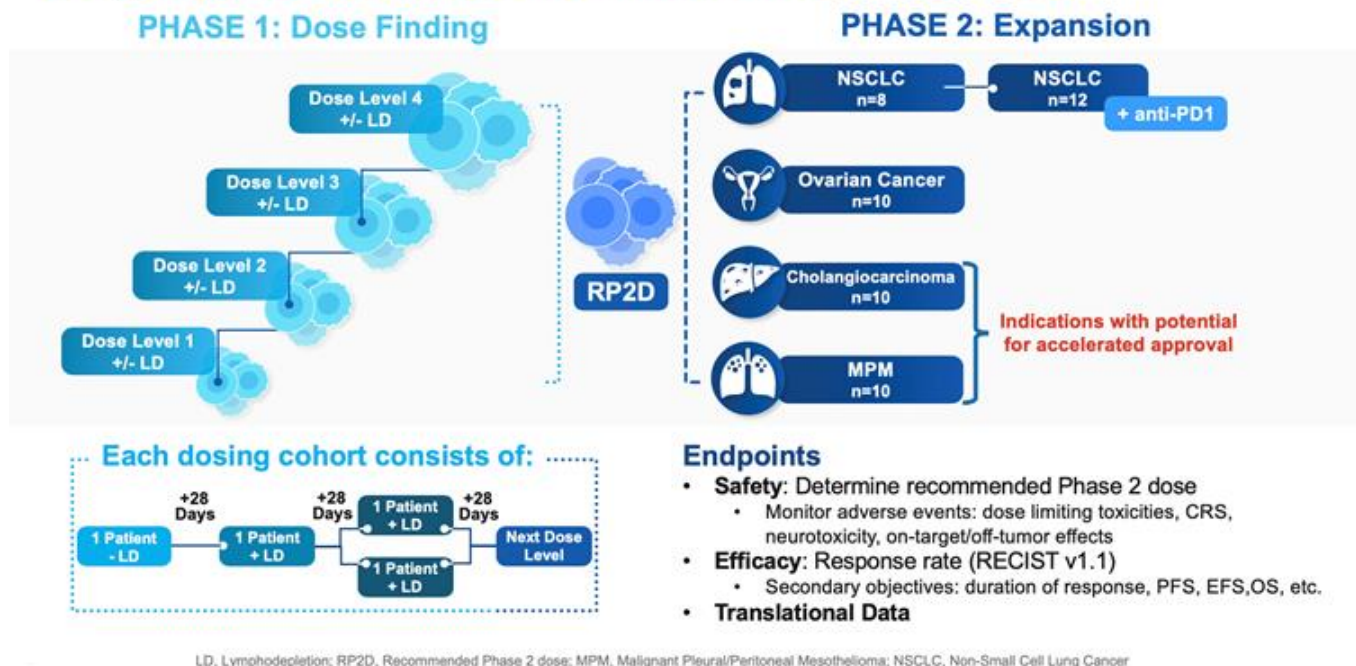 PHASE 1: Dose Finding
Dose Level 4
+/- LD
Dose Level 3
+/- LD
Dose Level 2
+/- LD
Dose Level 1
+/- LD
RP2D
PHASE 2: Expansion
NSCLC
n=8
NSCLC
n=12
+ anti-PD1
Ovarian Cancer
n=10
Cholangiocarcinoma
n=10
MPM
n=10
Indications with potential
for accelerated approval
Each dosing cohort consists of:
1 Patient
- LD
+28
Days
1 Patient
+ LD
+28
Days
1 Patient
+ LD
1 Patient
+ LD
+28
Days
Next Dose
Level
Endpoints
• Safety: Determine recommended Phase 2 dose
• Monitor adverse events: dose limiting toxicities, CRS,
neurotoxicity, on-target/off-tumor effects
• Efficacy: Response rate (RECIST v1.1)
• Secondary objectives: duration of response, PFS, EFS,OS, etc.
• Translational Data
LD, Lymphodepletion; RP2D, Recommended Phase 2 dose; MPM, Malignant Pleural/Peritoneal Mesothelioma; NSCLC, Non-Small Cell Lung Cancer